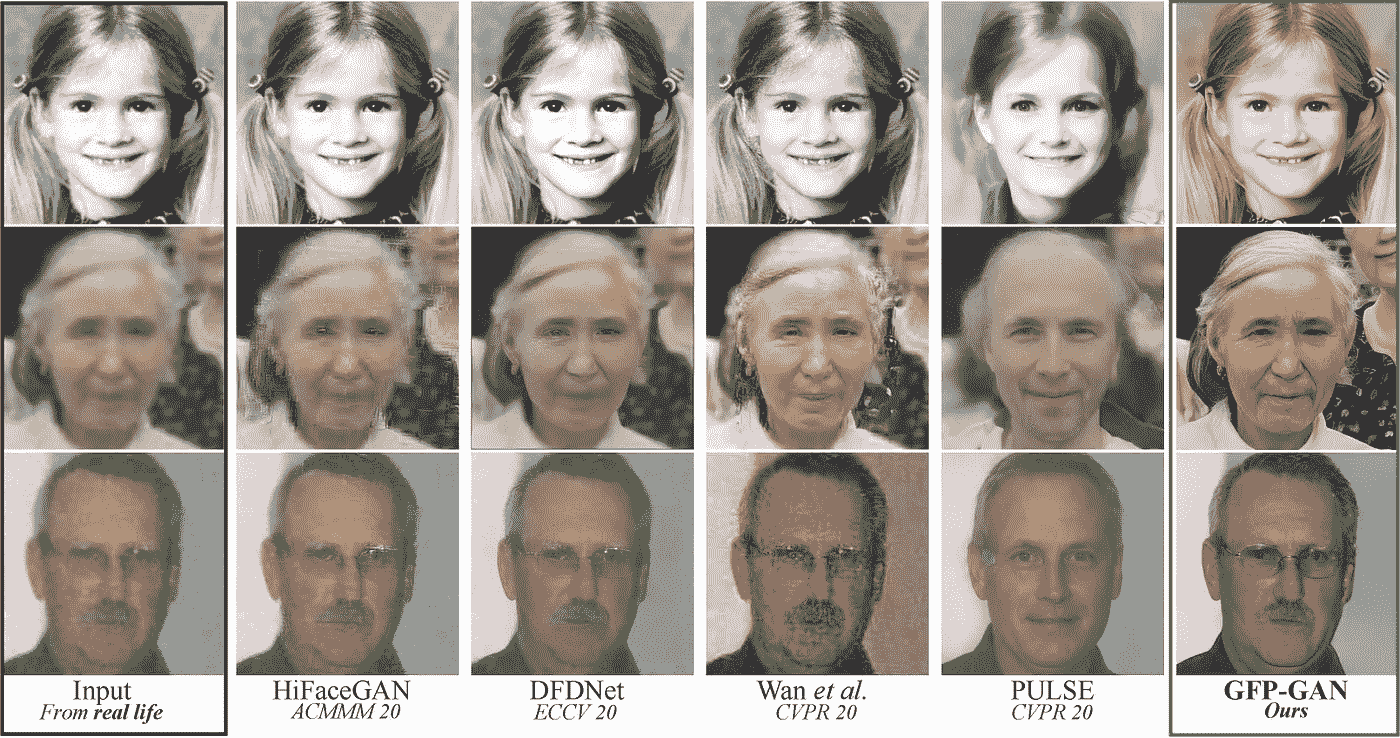 Input
From real life
HiFaceGAN
ACMMM 20
DFDNet
ECCV 20
Wan et al.
CVPR 20
PULSE
CVPR 20
GFP-GAN
Ours